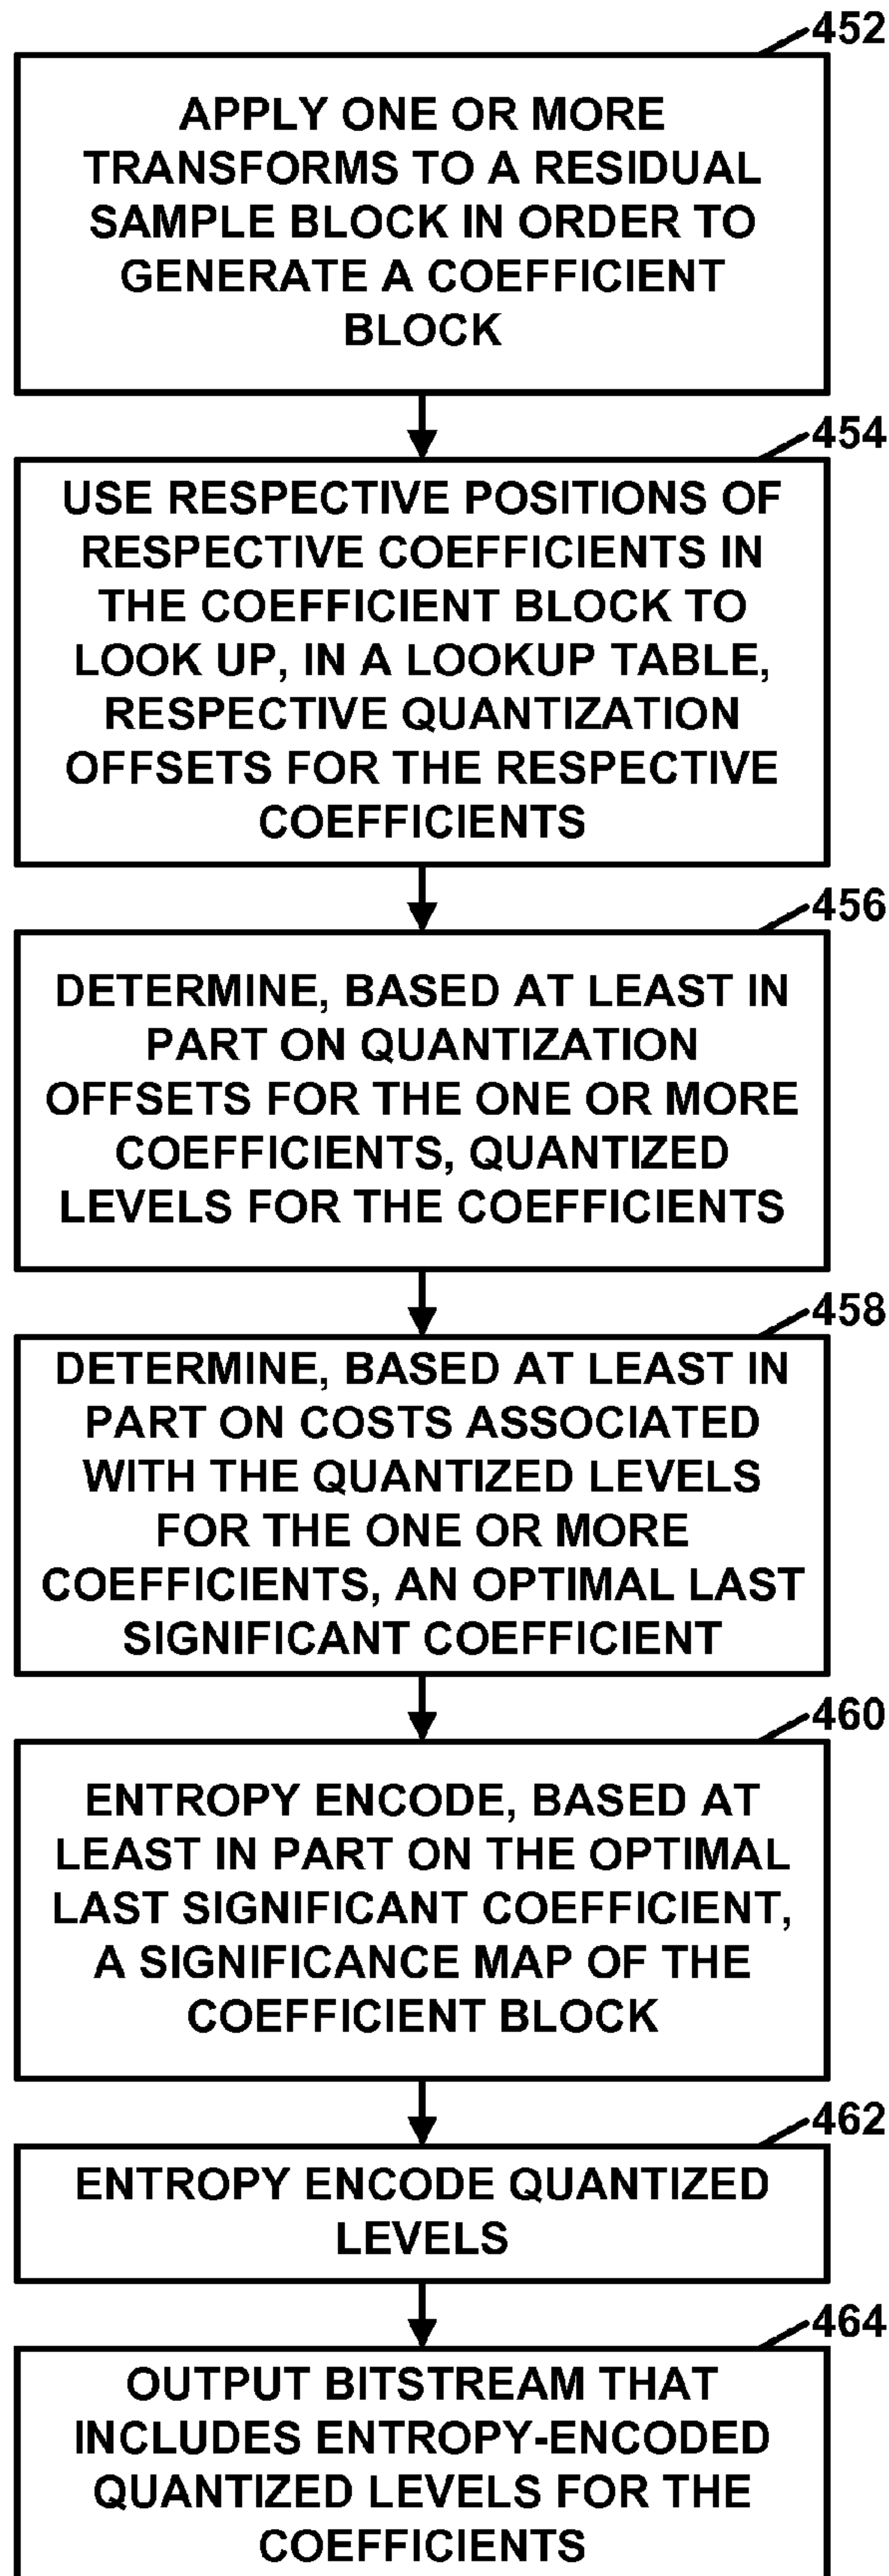 452
APPLY ONE OR MORE
TRANSFORMS TO A RESIDUAL
SAMPLE BLOCK IN ORDER TO
GENERATE A COEFFICIENT
BLOCK
454
USE RESPECTIVE POSITIONS OF
RESPECTIVE COEFFICIENTS IN
THE COEFFICIENT BLOCK TO
LOOK UP, IN A LOOKUP TABLE,
RESPECTIVE QUANTIZATION
OFFSETS FOR THE RESPECTIVE
COEFFICIENTS
456
DETERMINE, BASED AT LEAST IN
PART ON QUANTIZATION
OFFSETS FOR THE ONE OR MORE
COEFFICIENTS, QUANTIZED
LEVELS FOR THE COEFFICIENTS
458
DETERMINE, BASED AT LEAST IN
PART ON COSTS ASSOCIATED
WITH THE QUANTIZED LEVELS
FOR THE ONE OR MORE
COEFFICIENTS, AN OPTIMAL LAST
SIGNIFICANT COEFFICIENT
460
ENTROPY ENCODE, BASED AT
LEAST IN PART ON THE OPTIMAL
LAST SIGNIFICANT COEFFICIENT,
A SIGNIFICANCE MAP OF THE
COEFFICIENT BLOCK
462
ENTROPY ENCODE QUANTIZED
LEVELS
464
OUTPUT BITSTREAM THAT
INCLUDES ENTROPY-ENCODED
QUANTIZED LEVELS FOR THE
COEFFICIENTS